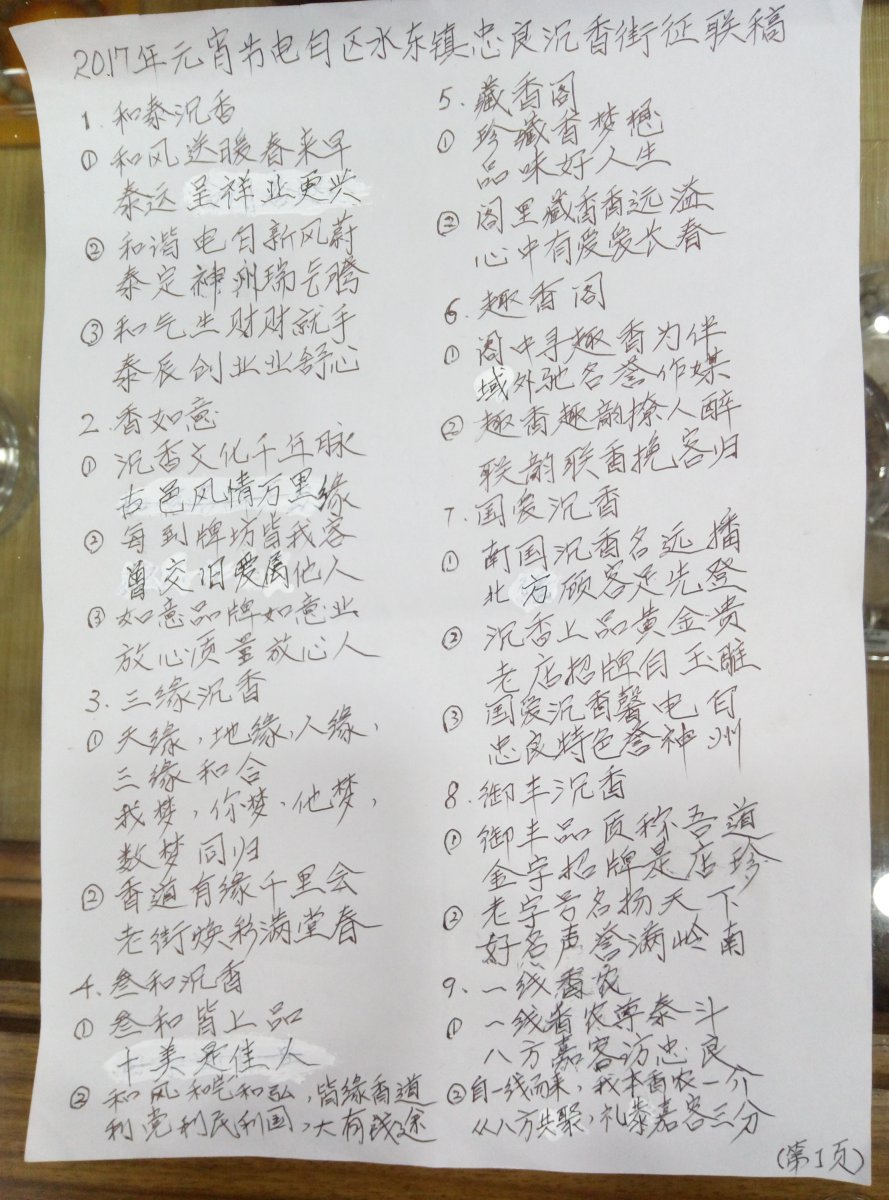 2017年元宵节电白区水东镇忠良沉香街征联稿
1. 和泰沉香
① 和风送暖春来早
泰运呈祥业更兴
② 和谐电白新风蔚
泰定神州瑞气腾
③ 和气生财财就手
泰辰创业业舒心
2. 香如意
① 沉香文化千年脉
古邑风情万里缘
② 每到牌坊皆我客
曾交旧爱属他人
③ 如意品牌如意业
放心质量放心人
3. 三缘沉香
① 天缘,地缘,人缘,
三缘和合
我梦,你梦,他梦,
数梦同归
② 香道有缘千里会
老街焕彩满堂春
4. 叁和沉香
① 叁和皆上品
十美是佳人
② 和风和气和弘,皆缘香道
利党利民利国,大有钱途
5. 藏香阁
① 珍藏香梦想
品味好人生
② 阁里藏香香远溢
心中有爱爱长春
6. 趣香阁
① 阁中寻趣香为伴
域外驰名誉作媒
② 趣香趣韵撩人醉
联韵联香挽客归
7. 国爱沉香
① 南国沉香名远播
北方顾客足先登
② 沉香上品黄金贵
老店招牌白玉雕
③ 国爱沉香馨电白
忠良特色誉神州
8. 御丰沉香
① 御丰品质称吾道
金字招牌是店珍
② 老字号名扬天下
好名声誉满岭南
9. 一线香农
① 一线香农尊泰斗
八方嘉客访忠良
② 自一线而来,我本香农一介
从八方共聚,礼泰嘉客三分
(第1页)